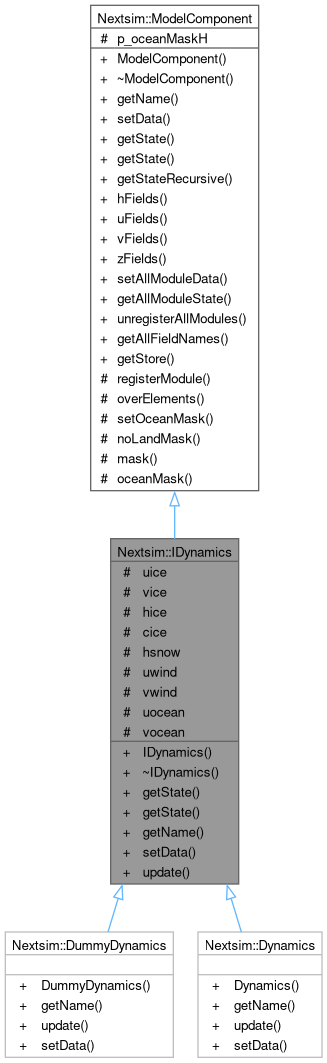 Nextsim::ModelComponent
# p_oceanMaskH
+ ModelComponent()
+ ~ModelComponent()
+ getName()
+ setData()
+ getState()
+ getState()
+ getStateRecursive()
+ hFields()
+ uFields()
+ vFields()
+ zFields()
+ setAllModuleData()
+ getAllModuleState()
+ unregisterAllModules()
+ getAllFieldNames()
+ getStore()
# registerModule()
# overElements()
# setOceanMask()
# noLandMask()
# mask()
# oceanMask()
Nextsim::IDynamics
# uice
# vice
# hice
# cice
# hsnow
# uwind
# vwind
# uocean
# vocean
+ IDynamics()
+ ~IDynamics()
+ getState()
+ getState()
+ getName()
+ setData()
+ update()
Nextsim::DummyDynamics
+ DummyDynamics()
+ getName()
+ update()
+ setData()
Nextsim::Dynamics
+ Dynamics()
+ getName()
+ update()
+ setData()